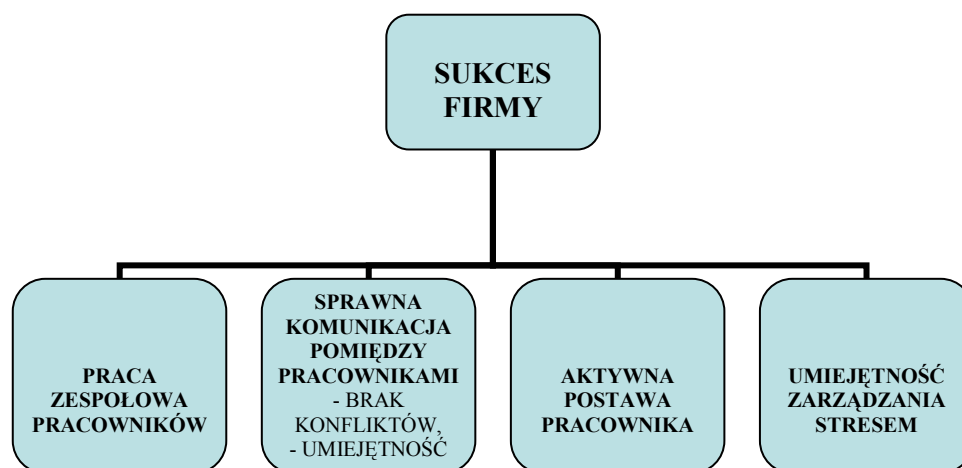 SUKCES
FIRMY
PRACA
ZESPOŁOWA
PRACOWNIKÓW
SPRAWNA
KOMUNIKACJA
POMIĘDZY
PRACOWNIKAMI
- BRAK
KONFLIKTÓW,
- UMIEJĘTNOŚĆ
AKTYWNA
POSTAWA
PRACOWNIKA
UMIEJĘTNOŚĆ
ZARZĄDZANIA
STRESEM